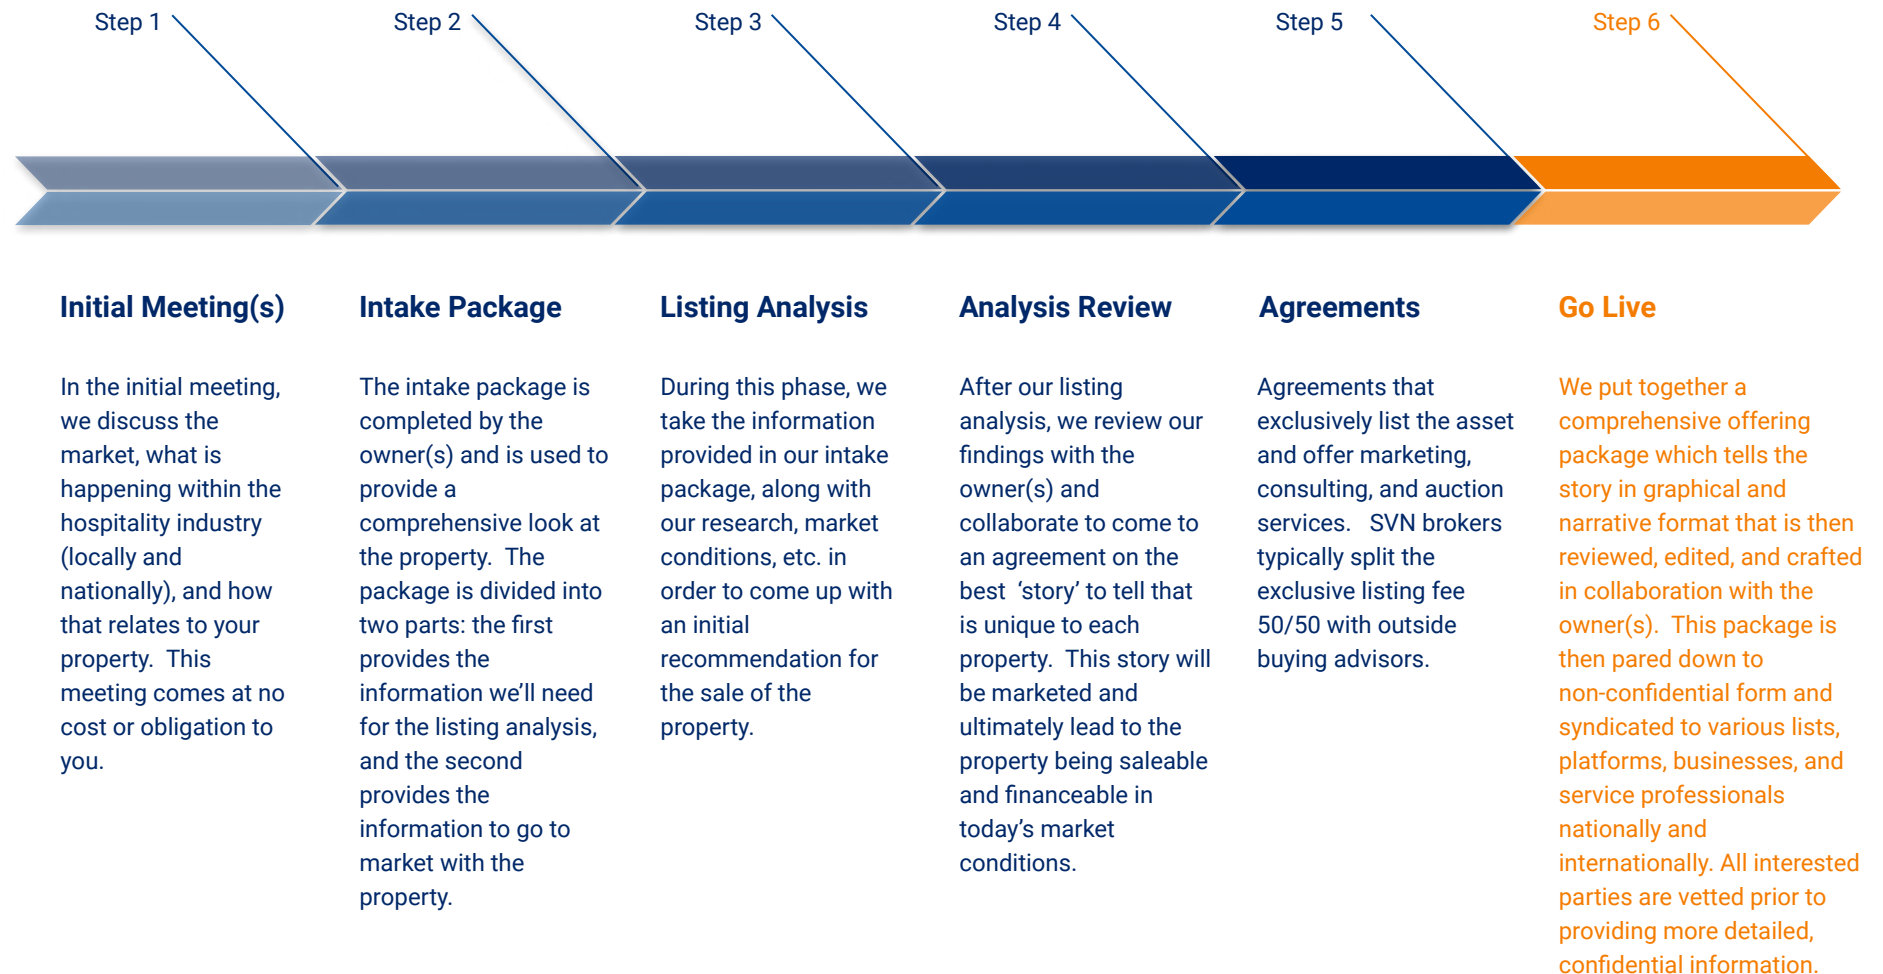 Step 1
Step 2
Step 3
Step 4
Step 5
Step 6
Initial Meeting(s)
In the initial meeting,
we discuss the
market, what is
happening within the
hospitality industry
(locally and
nationally), and how
that relates to your
property.  This
meeting comes at no
cost or obligation to
you.
Intake Package
The intake package is
completed by the
owner(s) and is used to
provide a
comprehensive look at
the property.  The
package is divided into
two parts: the first
provides the
information we’ll need
for the listing analysis,
and the second
provides the
information to go to
market with the
property.
Listing Analysis
During this phase, we
take the information
provided in our intake
package, along with
our research, market
conditions, etc. in
order to come up with
an initial
recommendation for
the sale of the
property.
Analysis Review
After our listing
analysis, we review our
findings with the
owner(s) and
collaborate to come to
an agreement on the
best  ‘story’ to tell that
is unique to each
property.  This story will
be marketed and
ultimately lead to the
property being saleable
and financeable in
today’s market
conditions.
Agreements
Agreements that
exclusively list the asset
and offer marketing,
consulting, and auction
services.   SVN brokers
typically split the
exclusive listing fee
50/50 with outside
buying advisors.
Go Live
We put together a
comprehensive offering
package which tells the
story in graphical and
narrative format that is then
reviewed, edited, and crafted
in collaboration with the
owner(s).  This package is
then pared down to
non-confidential form and
syndicated to various lists,
platforms, businesses, and
service professionals
nationally and
internationally. All interested
parties are vetted prior to
providing more detailed,
confidential information.